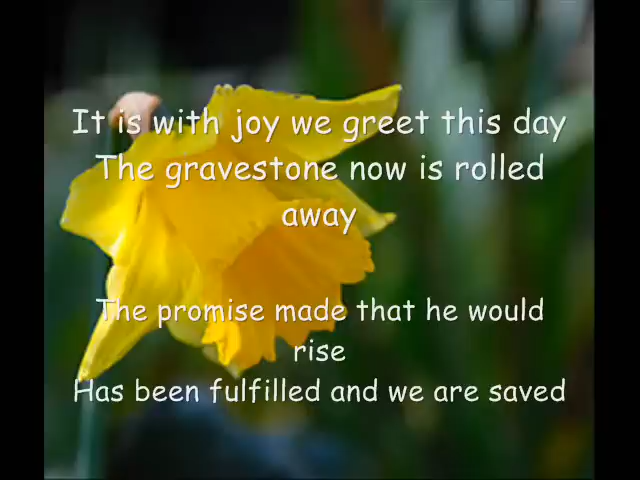 It is with joy we greet this day
The gravestone now is rolled
away
The promise made that he would
rise
Has been fulfilled and we are saved